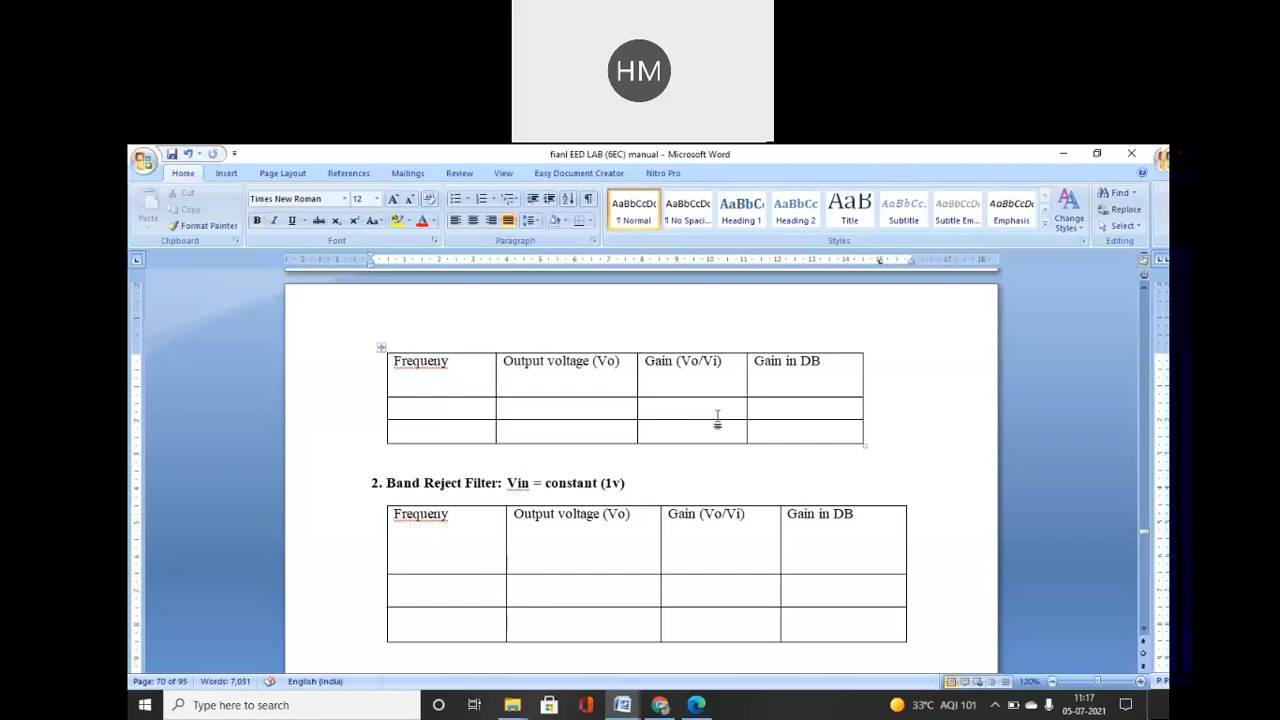 HM
fianl EED LAB (6EC) manual - Microsoft Word
Home Insert Page Layout References Mailings Review View Easy Document Creator Nitro Pro
Cut
Copy
Format Painter
Paste
Clipboard
Times New Roman 12
Font
Paragraph
AaBbCcDc AaBbCcDc AaBbC AaBbCc AaB AaBbCc. AaBbCcDc AaBbCcDc
¶ Normal ¶ No Spaci... Heading 1 Heading 2 Title Subtitle Subtle Em... Emphasis
Styles
Change Styles
Find
Replace
Select
Editing
Frequeny Output voltage (Vo) Gain (Vo/Vi) Gain in DB
2. Band Reject Filter: Vin = constant (1v)
Frequeny Output voltage (Vo) Gain (Vo/Vi) Gain in DB
Page: 70 of 95 Words: 7,031 English (India) 120%
Type here to search
33°C AQI 101
11:17
05-07-2021